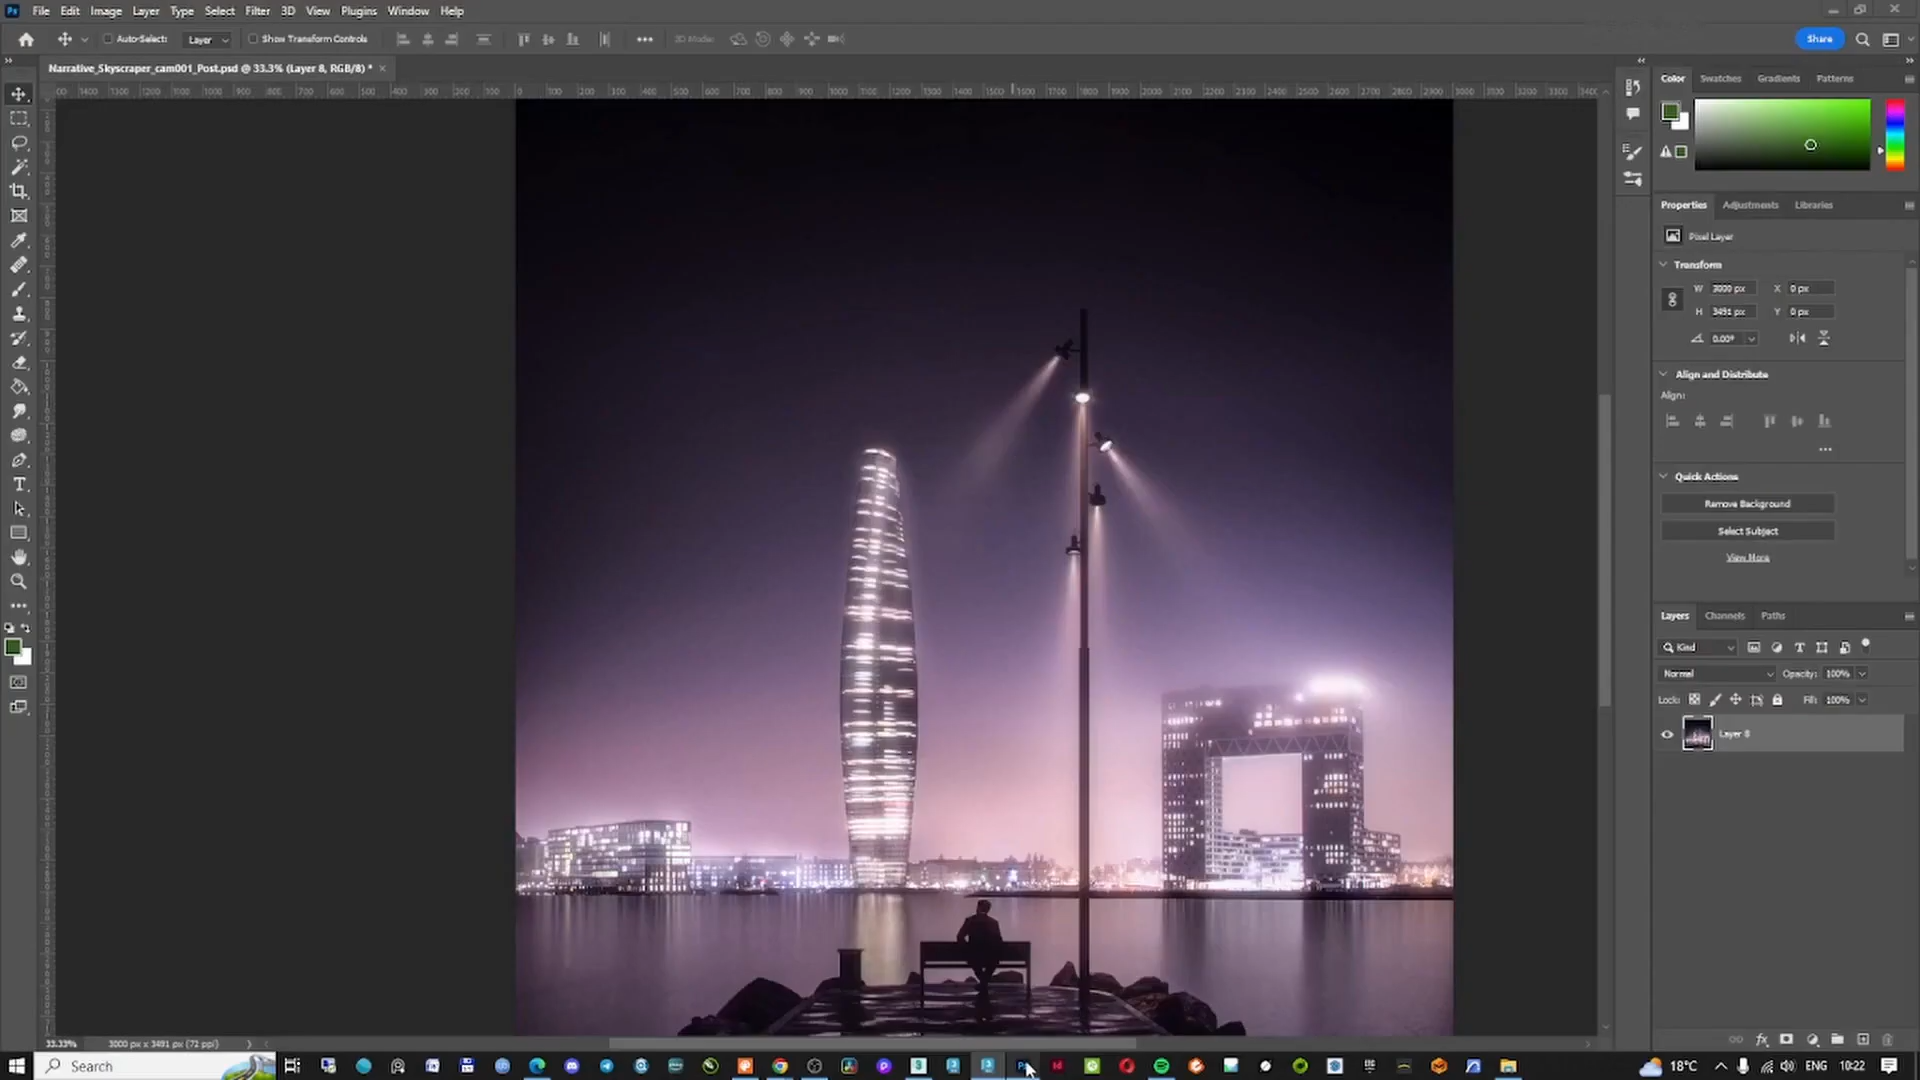 Ps File Edit Image Layer Type Select Filter 3D View Plugins Window Help
Auto-Select: Layer Show Transform Controls 3D Mode: Share
Narrative_Skyscraper_cam001_Post.psd @ 33.3% (Layer 8, RGB/8) *
Color Swatches Gradients Patterns
Properties Adjustments Libraries
Pixel Layer
Transform
W 3000 px X 0 px
H 3491 px Y 0 px
0.00°
Align and Distribute
Align:
Quick Actions
Remove Background
Select Subject
View More
Layers Channels Paths
Kind
Normal Opacity: 100%
Lock: Fill: 100%
Layer 8
33.33% 3000 px x 3491 px (72 ppi)
Search 18°C ENG 10:22